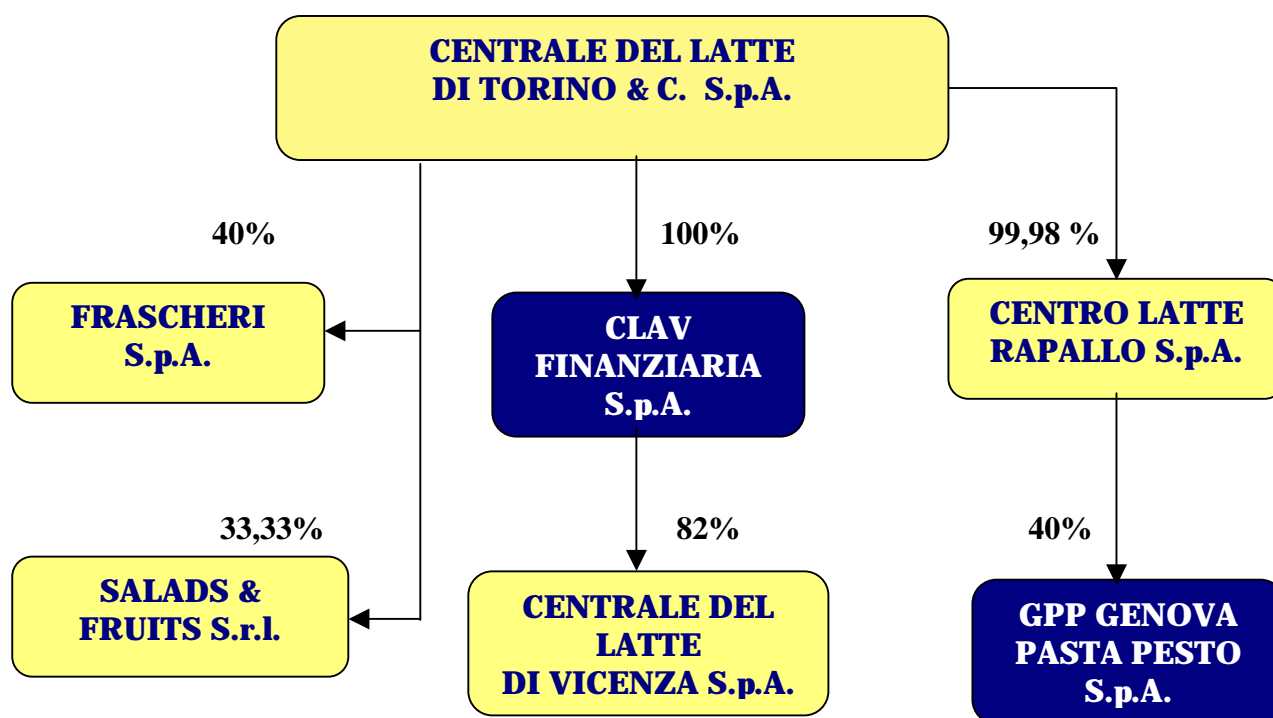 CENTRALE DEL LATTE
DI TORINO & C. S.p.A.
40%
100%
99,98 %
FRASCHERI
S.p.A.
CLAV
FINANZIARIA
S.p.A.
CENTRO LATTE
RAPALLO S.p.A.
33,33%
82%
40%
SALADS &
FRUITS S.r.l.
CENTRALE DEL
LATTE
DI VICENZA S.p.A.
GPP GENOVA
PASTA PESTO
S.p.A.